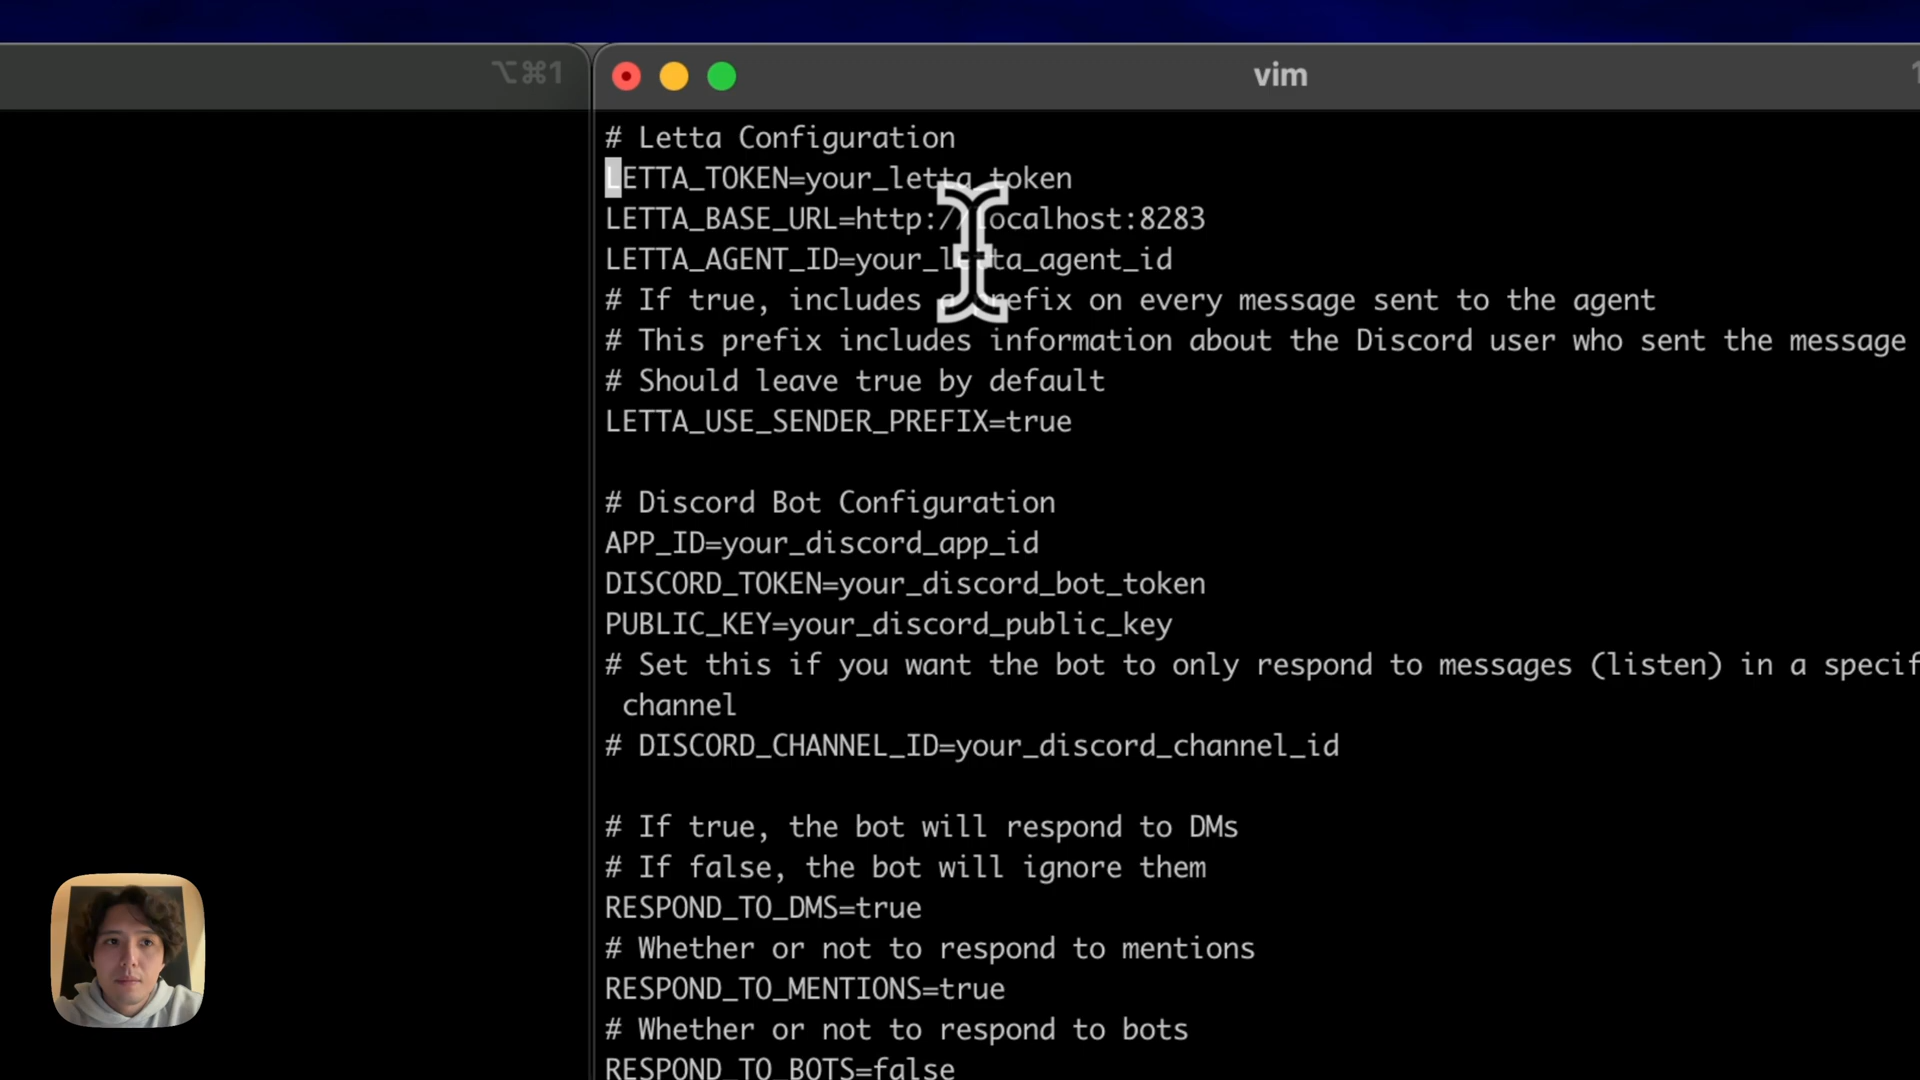 ⌥⌘1
vim
# Letta Configuration
LETTA_TOKEN=your_letta_token
LETTA_BASE_URL=http://localhost:8283
LETTA_AGENT_ID=your_letta_agent_id
# If true, includes a prefix on every message sent to the agent
# This prefix includes information about the Discord user who sent the message
# Should leave true by default
LETTA_USE_SENDER_PREFIX=true
# Discord Bot Configuration
APP_ID=your_discord_app_id
DISCORD_TOKEN=your_discord_bot_token
PUBLIC_KEY=your_discord_public_key
# Set this if you want the bot to only respond to messages (listen) in a specif
channel
# DISCORD_CHANNEL_ID=your_discord_channel_id
# If true, the bot will respond to DMs
# If false, the bot will ignore them
RESPOND_TO_DMS=true
# Whether or not to respond to mentions
RESPOND_TO_MENTIONS=true
# Whether or not to respond to bots
RESPOND_TO_BOTS=false